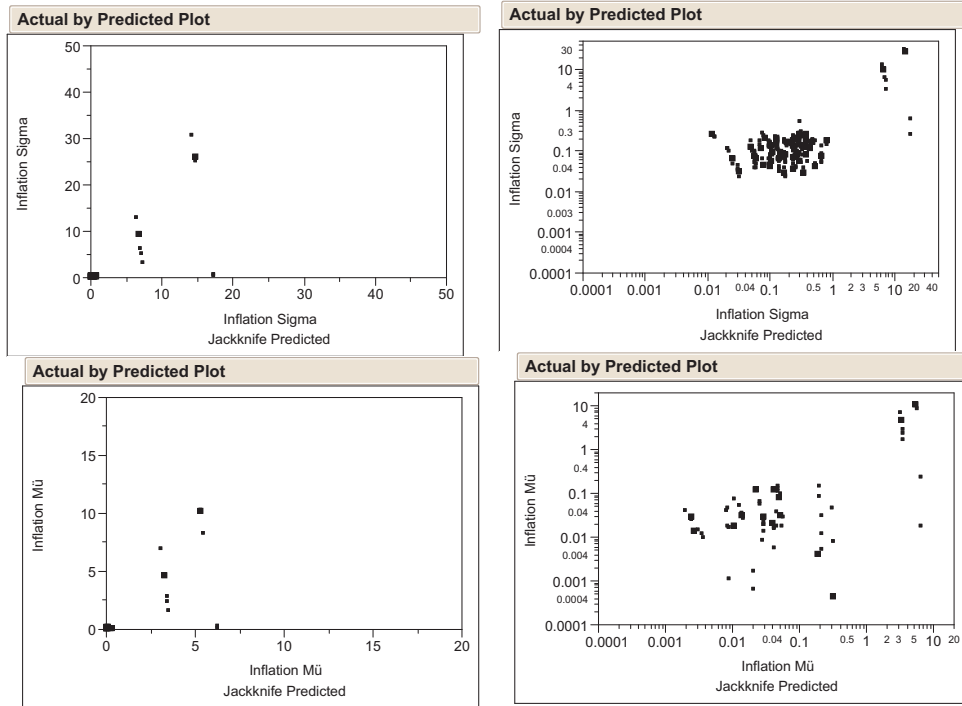 Actual by Predicted Plot
50
40
30
20
10
0
0 10 20 30 40 50
Inflation Sigma
Inflation Sigma
Jackknife Predicted
Actual by Predicted Plot
30
10
4
1
0.3
0.1
0.04
0.01
0.003
0.001
0.0004
0.0001
0.0001 0.001 0.01 0.04 0.1 0.5 1 2 3 5 10 20 40
Inflation Sigma
Inflation Sigma
Jackknife Predicted
Actual by Predicted Plot
20
15
10
5
0
0 5 10 15 20
Inflation Mü
Inflation Mü
Jackknife Predicted
Actual by Predicted Plot
10
4
1
0.4
0.1
0.04
0.01
0.004
0.001
0.0004
0.0001
0.0001 0.001 0.01 0.04 0.1 0.5 1 2 3 5 10 20
Inflation Mü
Inflation Mü
Jackknife Predicted